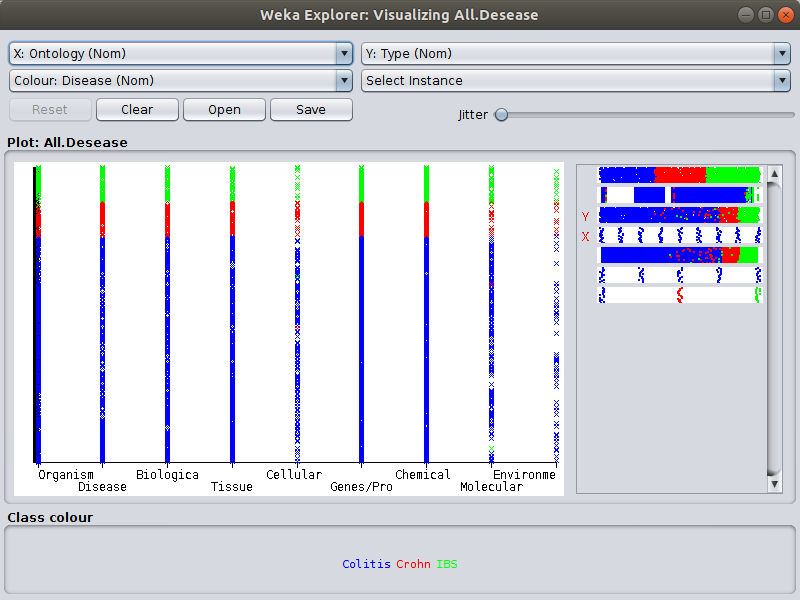 Weka Explorer: Visualizing All.Desease
X: Ontology (Nom) Y: Type (Nom)
Colour: Disease (Nom) Select Instance
Reset Clear Open Save Jitter
Plot: All.Desease
Y
X
Organism Biologica Cellular Chemical Environme
Disease Tissue Genes/Pro Molecular
Class colour
Colitis Crohn IBS